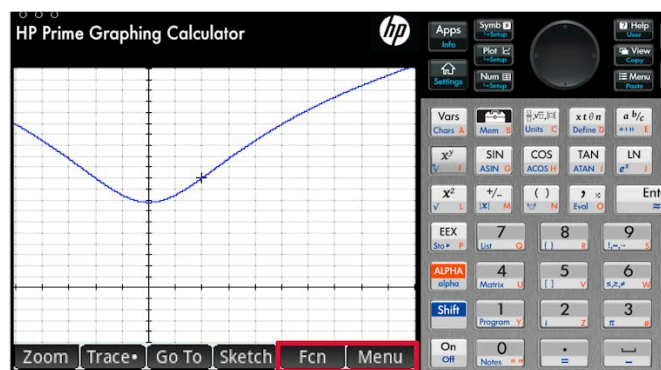 HP Prime Graphing Calculator
hp
Zoom Trace• Go To Sketch Fcn Menu
Apps
Info
Symb
↳Setup
Help
User
Plot
↳Setup
View
Copy
Settings
Num
↳Setup
Menu
Paste
Vars
Chars A
Mem B
Units C
x t θ n
Define D
a b/c
E
xʸ
F
SIN
ASIN G
COS
ACOS H
TAN
ATAN I
LN
eˣ J
x²
√ L
+/-
|x| M
( )
N
,
Eval O
Ent
≈
EEX
Sto ▸ P
7
List Q
8
{ } R
9
!,∞,→ S
ALPHA
alpha
4
Matrix U
5
[ ] V
6
≤,≥,≠ W
Shift
1
Program Y
2
i Z
3
π #
On
Off
0
Notes " "
.
=
_